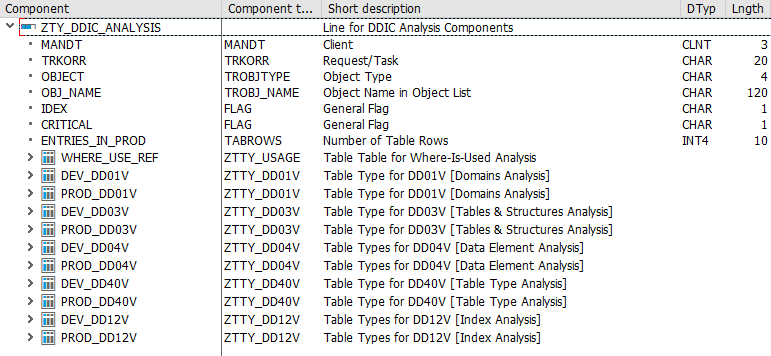 Component Component t... Short description DTyp Lngth
ZTY_DDIC_ANALYSIS Line for DDIC Analysis Components
MANDT MANDT Client CLNT 3
TRKORR TRKORR Request/Task CHAR 20
OBJECT TROBJTYPE Object Type CHAR 4
OBJ_NAME TROBJ_NAME Object Name in Object List CHAR 120
IDEX FLAG General Flag CHAR 1
CRITICAL FLAG General Flag CHAR 1
ENTRIES_IN_PROD TABROWS Number of Table Rows INT4 10
WHERE_USE_REF ZTTY_USAGE Table Table for Where-Is-Used Analysis
DEV_DD01V ZTTY_DD01V Table Type for DD01V [Domains Analysis]
PROD_DD01V ZTTY_DD01V Table Type for DD01V [Domains Analysis]
DEV_DD03V ZTTY_DD03V Table Type for DD03V [Tables & Structures Analysis]
PROD_DD03V ZTTY_DD03V Table Type for DD03V [Tables & Structures Analysis]
DEV_DD04V ZTTY_DD04V Table Types for DD04V [Data Element Analysis]
PROD_DD04V ZTTY_DD04V Table Types for DD04V [Data Element Analysis]
DEV_DD40V ZTTY_DD40V Table Types for DD40V [Table Type Analysis]
PROD_DD40V ZTTY_DD40V Table Types for DD40V [Table Type Analysis]
DEV_DD12V ZTTY_DD12V Table Types for DD12V [Index Analysis]
PROD_DD12V ZTTY_DD12V Table Types for DD12V [Index Analysis]